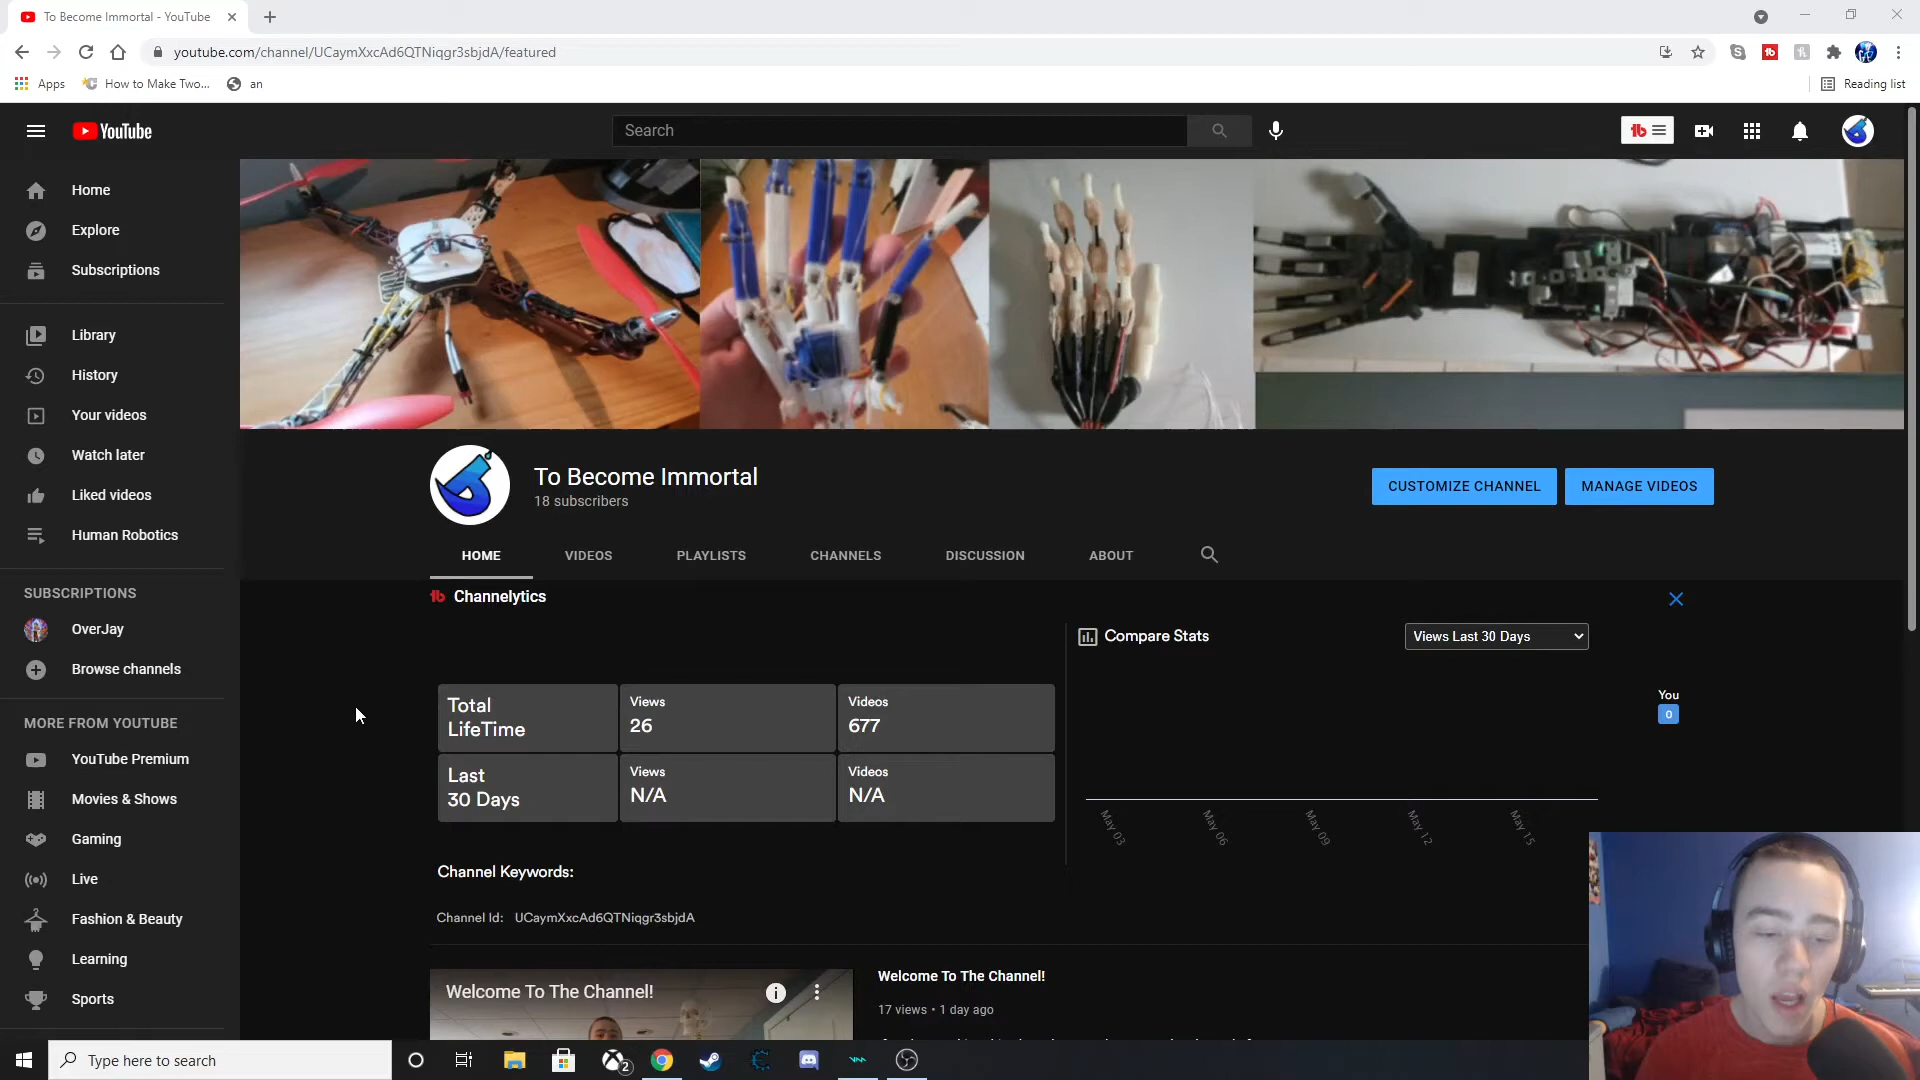 To Become Immortal - YouTube
youtube.com/channel/UCaymXxcAd6QTNiqgr3sbjdA/featured
Apps
How to Make Two...
an
Reading list
YouTube
Search
Home
Explore
Subscriptions
Library
History
Your videos
Watch later
Liked videos
Human Robotics
SUBSCRIPTIONS
OverJay
Browse channels
MORE FROM YOUTUBE
YouTube Premium
Movies & Shows
Gaming
Live
Fashion & Beauty
Learning
Sports
To Become Immortal
18 subscribers
CUSTOMIZE CHANNEL
MANAGE VIDEOS
HOME
VIDEOS
PLAYLISTS
CHANNELS
DISCUSSION
ABOUT
Channelytics
Total
LifeTime
Views
26
Videos
677
Last
30 Days
Views
N/A
Videos
N/A
Compare Stats
Views Last 30 Days
You
0
May 03
May 06
May 09
May 12
May 15
Channel Keywords:
Channel Id: UCaymXxcAd6QTNiqgr3sbjdA
Welcome To The Channel!
Welcome To The Channel!
17 views • 1 day ago
Type here to search
2